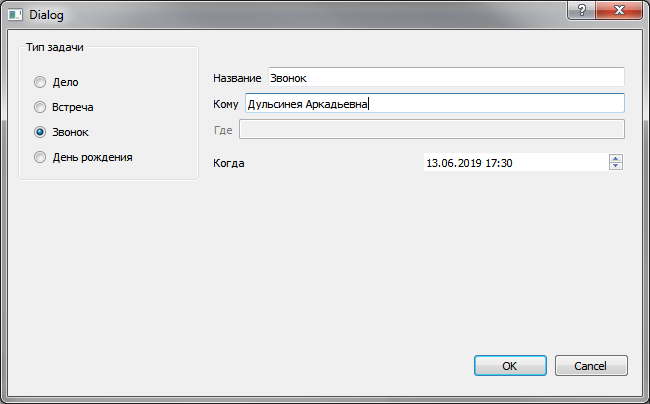 Dialog
Тип задачи
Дело
Встреча
Звонок
День рождения
Название Звонок
Кому Дульсинея Аркадьевна
Где
Когда 13.06.2019 17:30
OK Cancel